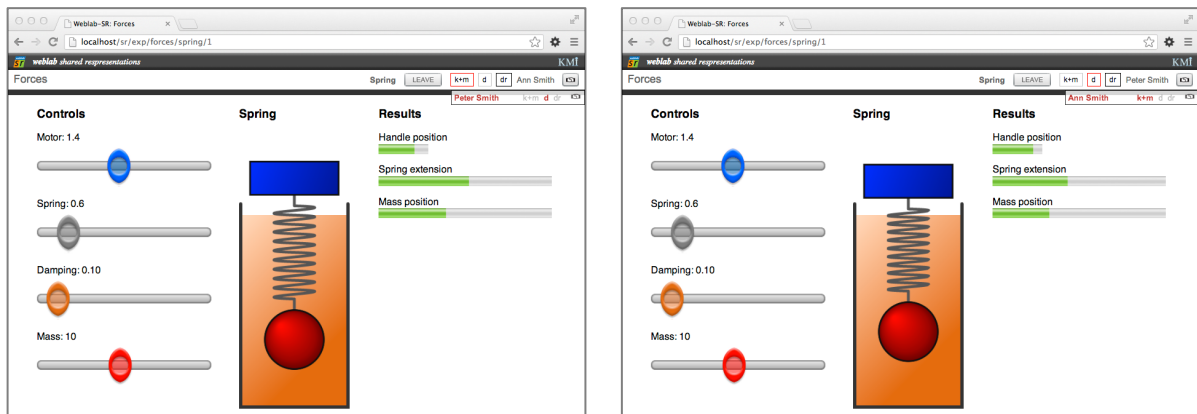 Weblab-SR: Forces ×
localhost/sr/exp/forces/spring/1
weblab shared respresentations KMi
Forces Spring LEAVE k+m d dr Ann Smith
Peter Smith k+m d dr
Controls Spring Results
Motor: 1.4 Handle position
Spring extension
Spring: 0.6 Mass position
Damping: 0.10
Mass: 10
Weblab-SR: Forces ×
localhost/sr/exp/forces/spring/1
weblab shared respresentations KMi
Forces Spring LEAVE k+m d dr Peter Smith
Ann Smith k+m d dr
Controls Spring Results
Motor: 1.4 Handle position
Spring extension
Spring: 0.6 Mass position
Damping: 0.10
Mass: 10